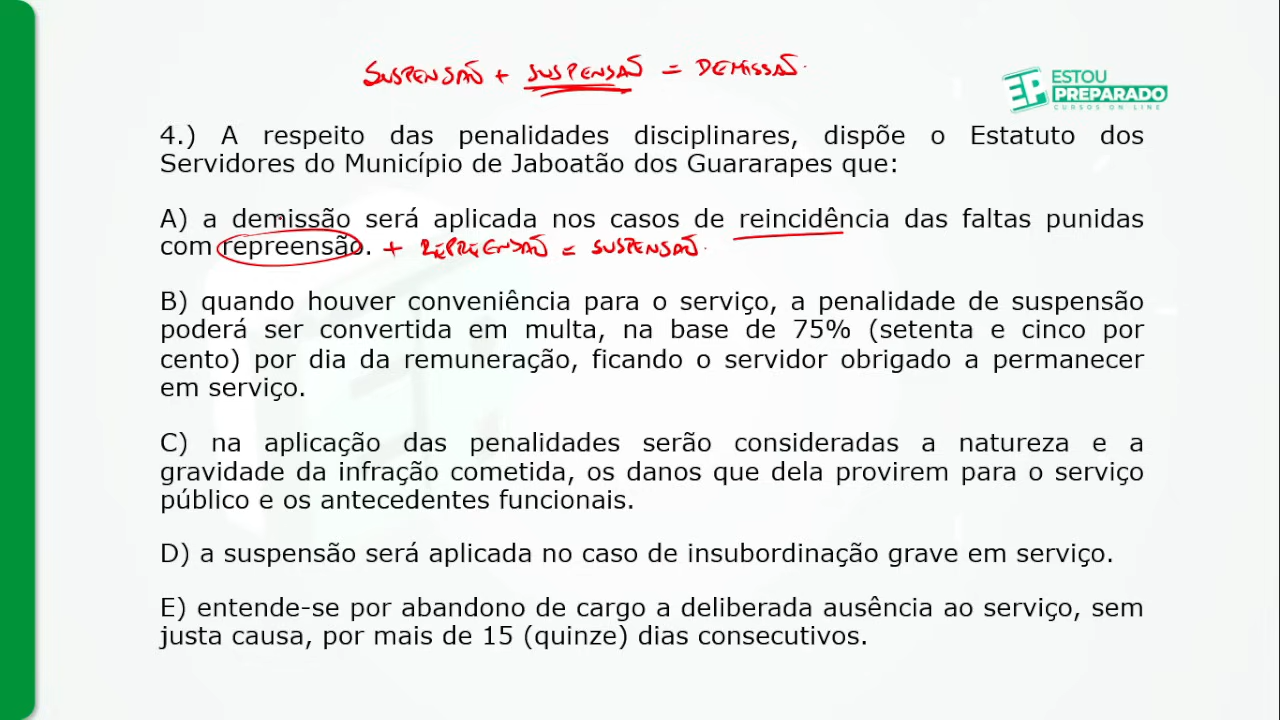 SUSPENSÃO + SUSPENSÃO = DEMISSÃO.
ESTOU
PREPARADO
CURSOS ON LINE
4.) A respeito das penalidades disciplinares, dispõe o Estatuto dos
Servidores do Município de Jaboatão dos Guararapes que:
A) a demissão será aplicada nos casos de reincidência das faltas punidas
com repreensão. + REPREENSÃO = SUSPENSÃO.
B) quando houver conveniência para o serviço, a penalidade de suspensão
poderá ser convertida em multa, na base de 75% (setenta e cinco por
cento) por dia da remuneração, ficando o servidor obrigado a permanecer
em serviço.
C) na aplicação das penalidades serão consideradas a natureza e a
gravidade da infração cometida, os danos que dela provirem para o serviço
público e os antecedentes funcionais.
D) a suspensão será aplicada no caso de insubordinação grave em serviço.
E) entende-se por abandono de cargo a deliberada ausência ao serviço, sem
justa causa, por mais de 15 (quinze) dias consecutivos.